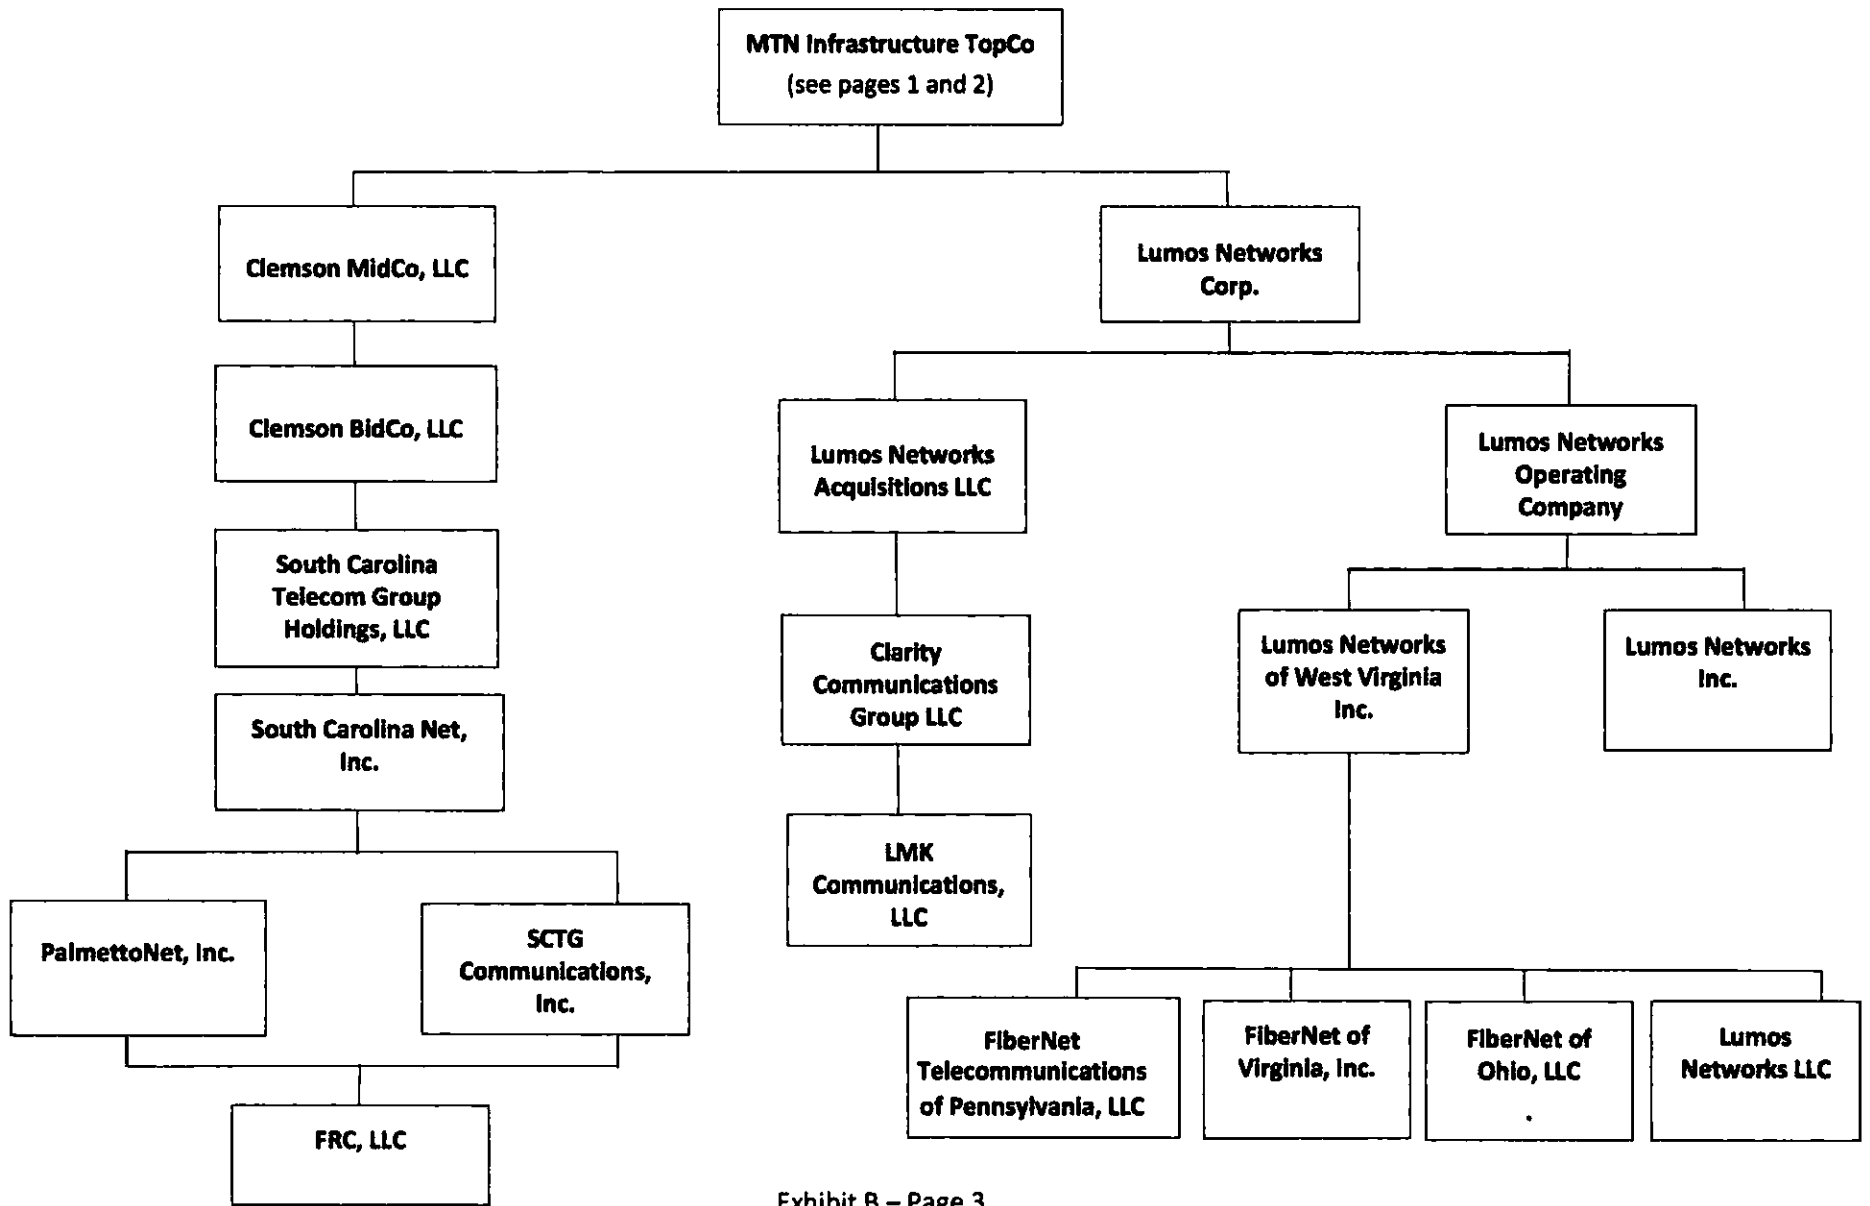 MTN Infrastructure TopCo
(see pages 1 and 2)
Clemson MidCo, LLC
Lumos Networks
Corp.
Clemson BidCo, LLC
Lumos Networks
Acquisitions LLC
Lumos Networks
Operating
Company
South Carolina
Telecom Group
Holdings, LLC
Clarity
Communications
Group LLC
Lumos Networks
of West Virginia
Inc.
Lumos Networks
Inc.
South Carolina Net,
Inc.
LMK
Communications,
LLC
PalmettoNet, Inc.
SCTG
Communications,
Inc.
FiberNet
Telecommunications
of Pennsylvania, LLC
FiberNet of
Virginia, Inc.
FiberNet of
Ohio, LLC
.
Lumos
Networks LLC
FRC, LLC
Exhibit B – Page 3